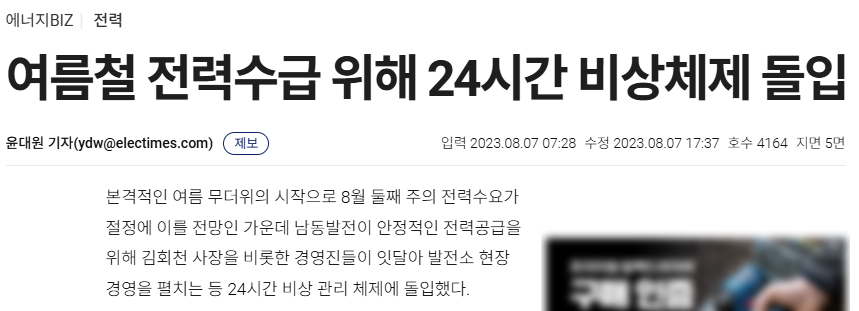 에너지BIZ 전력
여름철 전력수급 위해 24시간 비상체제 돌입
윤대원 기자(ydw@electimes.com) 제보 입력 2023.08.07 07:28 수정 2023.08.07 17:37 호수 4164 지면 5면
본격적인 여름 무더위의 시작으로 8월 둘째 주의 전력수요가
절정에 이를 전망인 가운데 남동발전이 안정적인 전력공급을
위해 김회천 사장을 비롯한 경영진들이 잇달아 발전소 현장
경영을 펼치는 등 24시간 비상 관리 체제에 돌입했다.
구매 인증